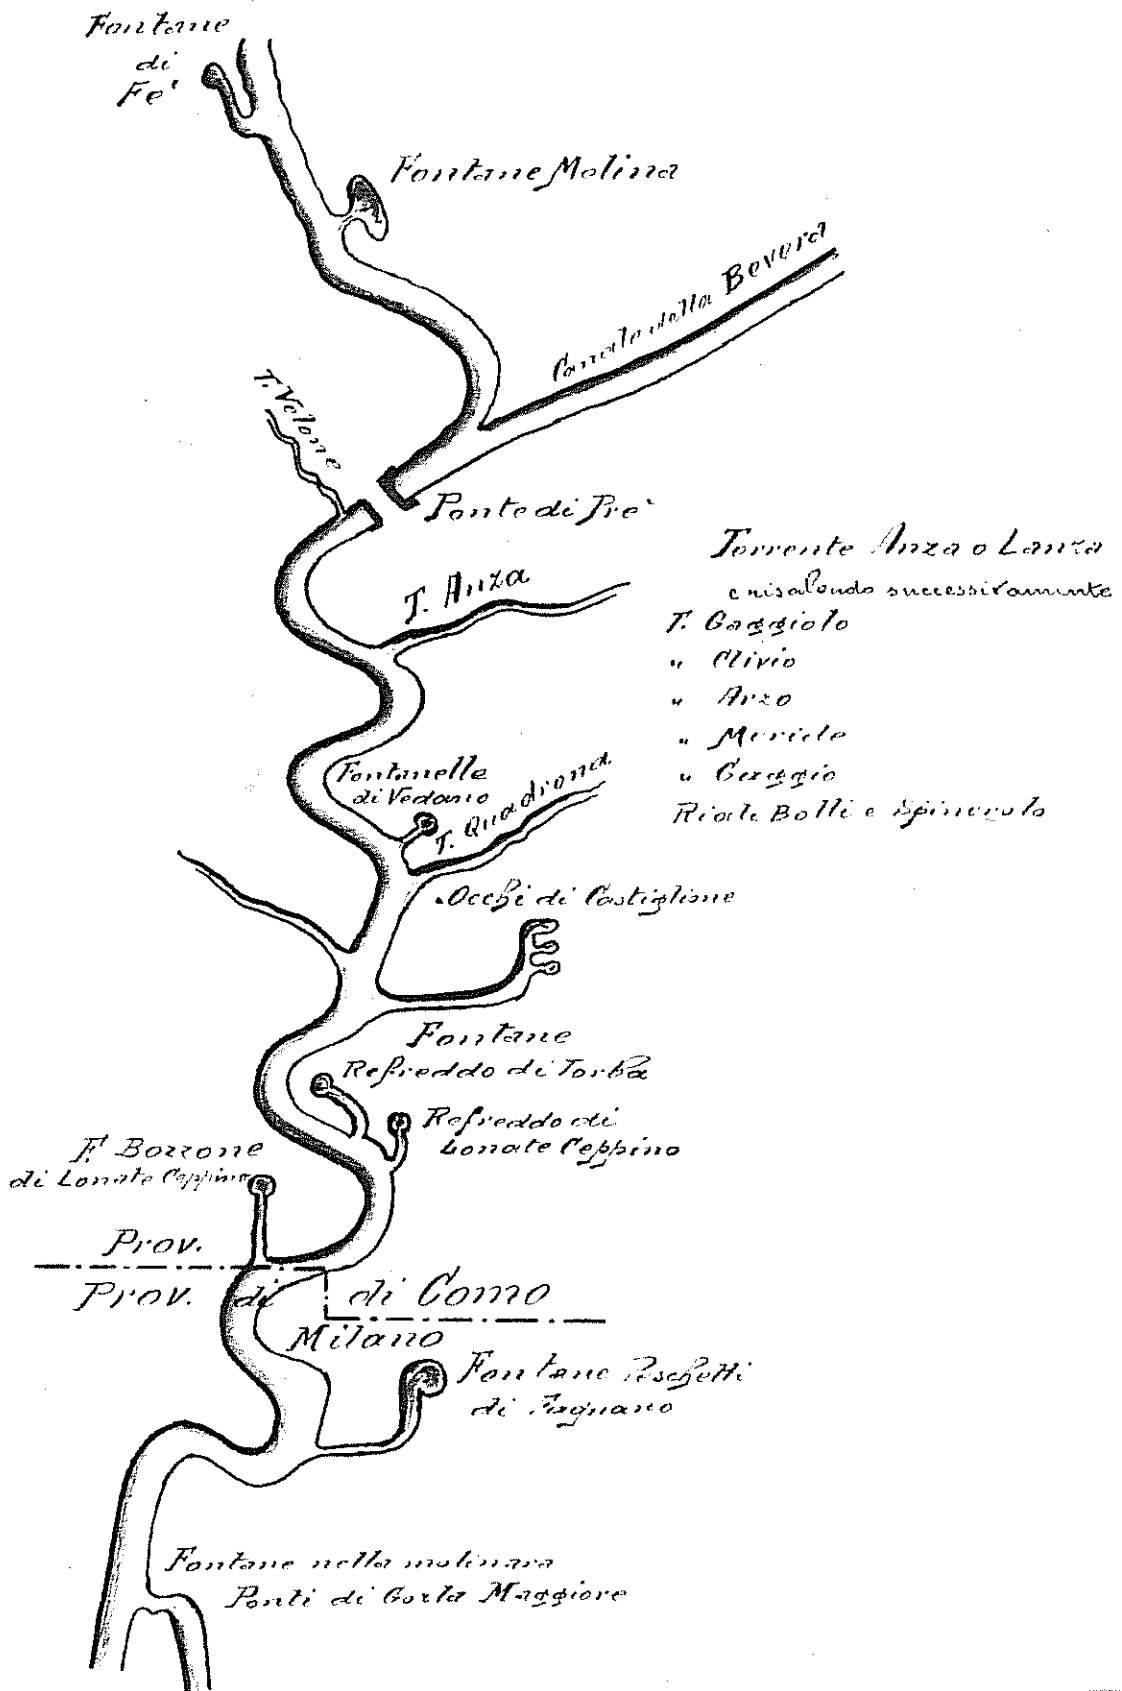 Fontane
di
Fe'
Fontane Molina
Canale della Bevera
T. Velone
Ponte di Pre'
T. Anza
Torrente Anza o Lanza
e risalendo successivamente
T. Gaggiolo
" Clivio
" Arzo
" Meride
" Gaggio
Riali Bolli e Spinerolo
Fontanelle
di Vedano
T. Quadrona
Occhi di Castiglione
Fontane
Refreddo di Torba
Refreddo di
Lonate Ceppino
F. Bozzone
di Lonate Ceppino
Prov. di Como
Prov. di Milano
Fontane Peschetti
di Fagnano
Fontane nella molinara
Ponti di Gorla Maggiore